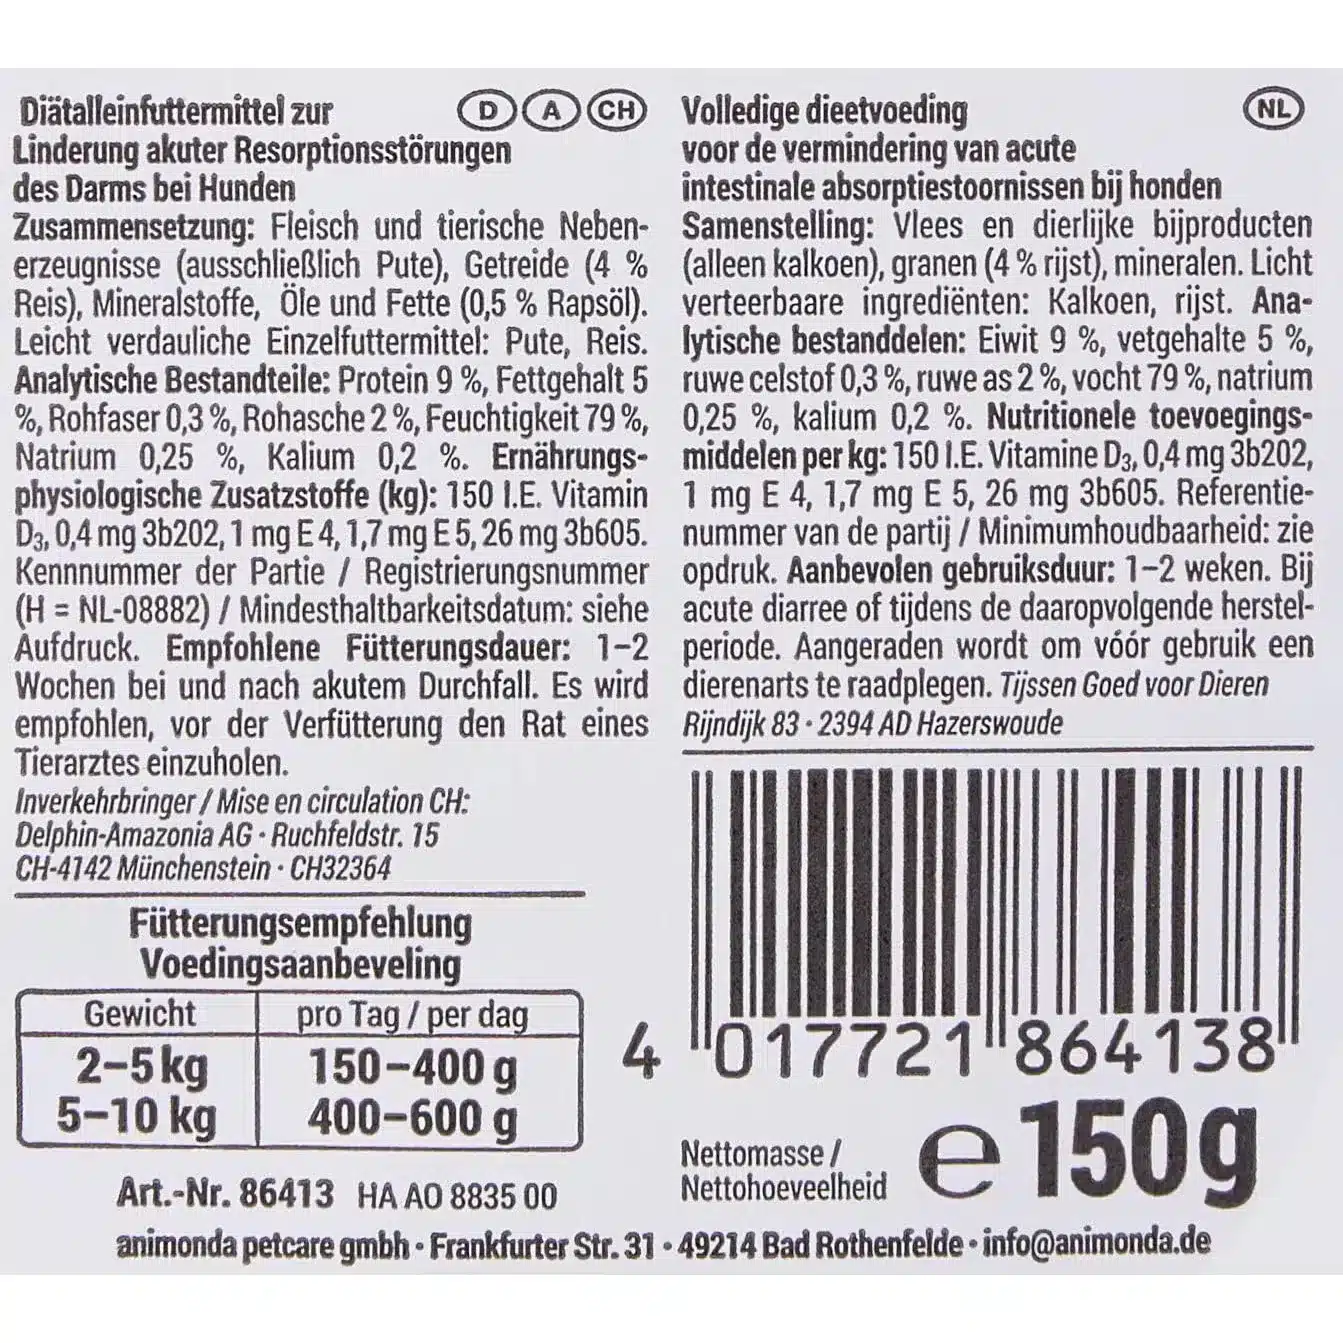 Diätalleinfuttermittel zur D A CH
Linderung akuter Resorptionsstörungen
des Darms bei Hunden
Zusammensetzung: Fleisch und tierische Neben-
erzeugnisse (ausschließlich Pute), Getreide (4 %
Reis), Mineralstoffe, Öle und Fette (0,5 % Rapsöl).
Leicht verdauliche Einzelfuttermittel: Pute, Reis.
Analytische Bestandteile: Protein 9 %, Fettgehalt 5
%, Rohfaser 0,3 %, Rohasche 2 %, Feuchtigkeit 79 %,
Natrium 0,25 %, Kalium 0,2 %. Ernährungs-
physiologische Zusatzstoffe (kg): 150 I.E. Vitamin
D3, 0,4 mg 3b202, 1 mg E 4, 1,7 mg E 5, 26 mg 3b605.
Kennnummer der Partie / Registrierungsnummer
(H = NL-08882) / Mindesthaltbarkeitsdatum: siehe
Aufdruck. Empfohlene Fütterungsdauer: 1–2
Wochen bei und nach akutem Durchfall. Es wird
empfohlen, vor der Verfütterung den Rat eines
Tierarztes einzuholen.
Inverkehrbringer / Mise en circulation CH:
Delphin-Amazonia AG · Ruchfeldstr. 15
CH-4142 Münchenstein · CH32364
Fütterungsempfehlung
Voedingsaanbeveling
Gewicht pro Tag / per dag
2–5 kg 150–400 g
5–10 kg 400–600 g
Art.-Nr. 86413 HA AO 8835 00
Volledige dieetvoeding NL
voor de vermindering van acute
intestinale absorptiestoornissen bij honden
Samenstelling: Vlees en dierlijke bijproducten
(alleen kalkoen), granen (4 % rijst), mineralen. Licht
verteerbaare ingrediënten: Kalkoen, rijst. Ana-
lytische bestanddelen: Eiwit 9 %, vetgehalte 5 %,
ruwe celstof 0,3 %, ruwe as 2 %, vocht 79 %, natrium
0,25 %, kalium 0,2 %. Nutritionele toevoegings-
middelen per kg: 150 I.E. Vitamine D3, 0,4 mg 3b202,
1 mg E 4, 1,7 mg E 5, 26 mg 3b605. Referentie-
nummer van de partij / Minimumhoudbaarheid: zie
opdruk. Aanbevolen gebruiksduur: 1–2 weken. Bij
acute diarree of tijdens de daaropvolgende herstel-
periode. Aangeraden wordt om vóór gebruik een
dierenarts te raadplegen. Tijssen Goed voor Dieren
Rijndijk 83 · 2394 AD Hazerswoude
4 017721 864138
Nettomasse /
Nettohoeveelheid
e 150g
animonda petcare gmbh · Frankfurter Str. 31 · 49214 Bad Rothenfelde · info@animonda.de